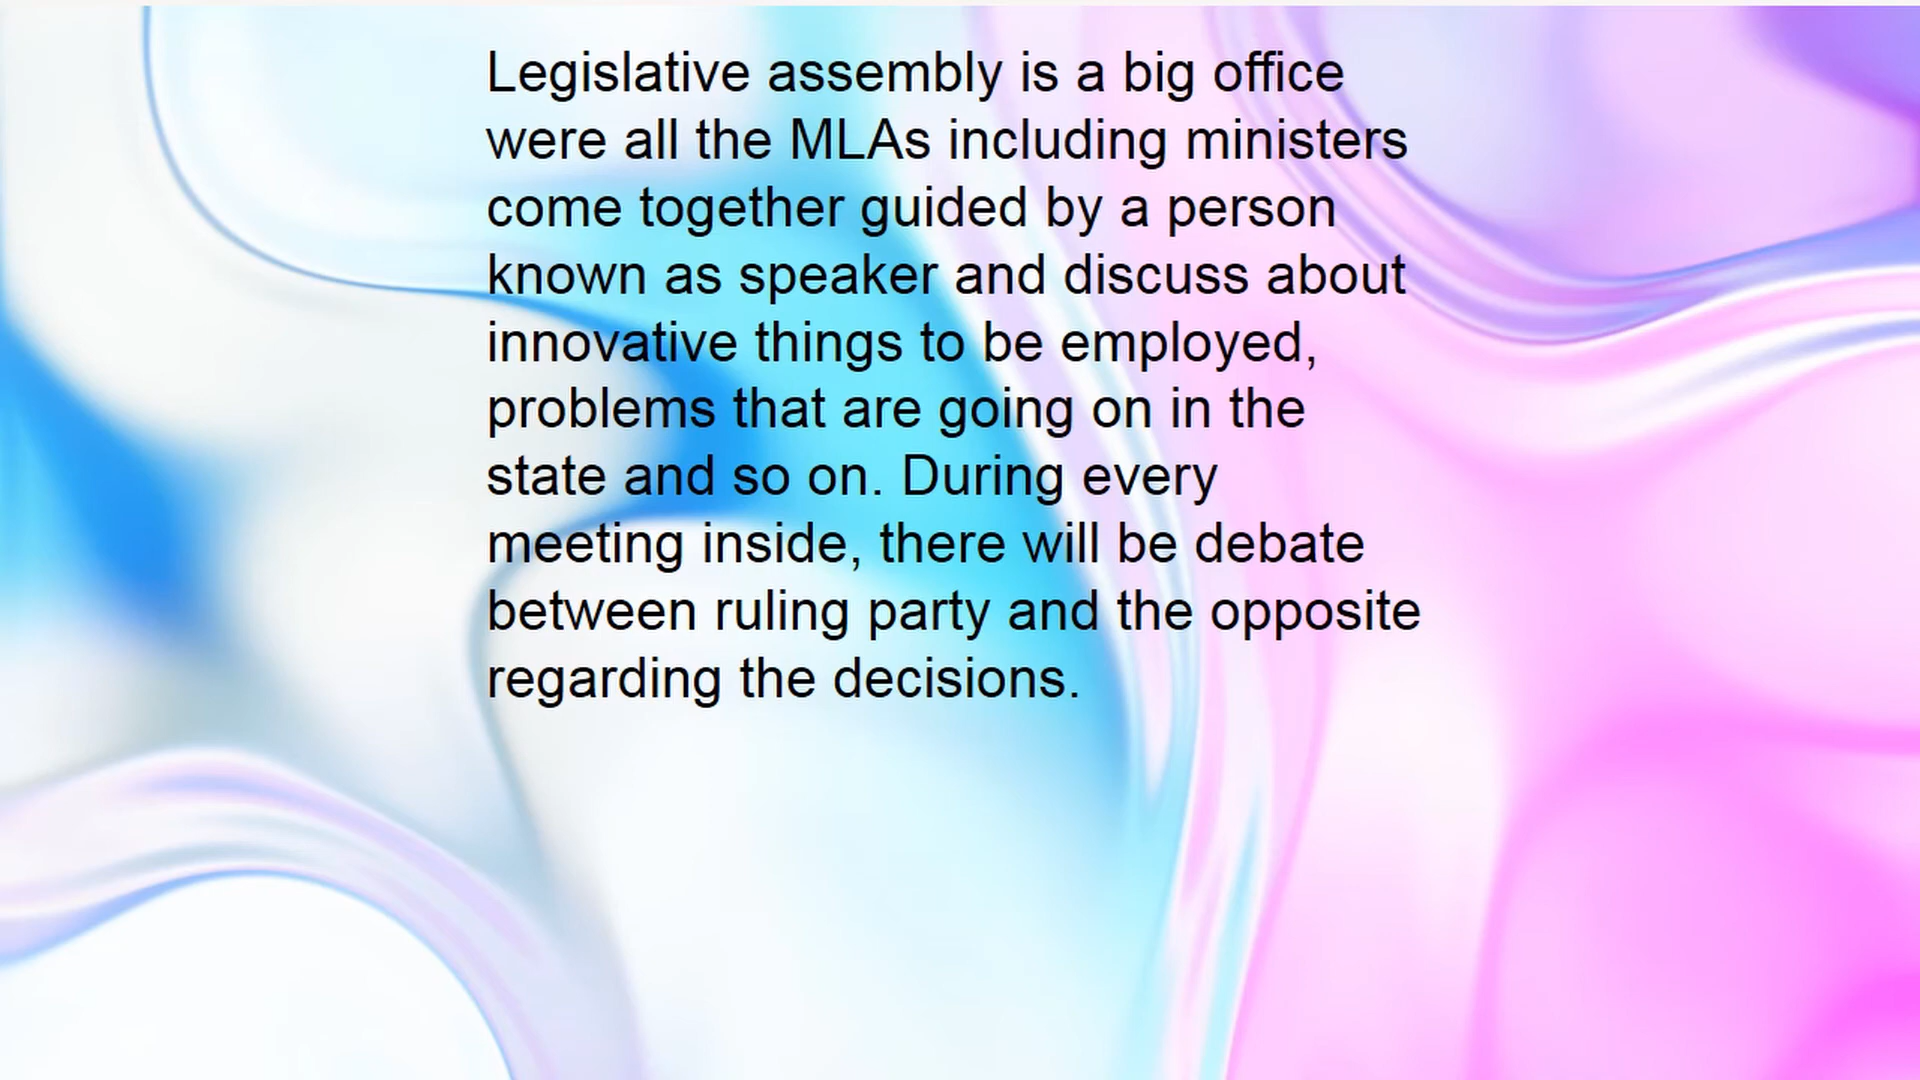 Legislative assembly is a big office
were all the MLAs including ministers
come together guided by a person
known as speaker and discuss about
innovative things to be employed,
problems that are going on in the
state and so on. During every
meeting inside, there will be debate
between ruling party and the opposite
regarding the decisions.